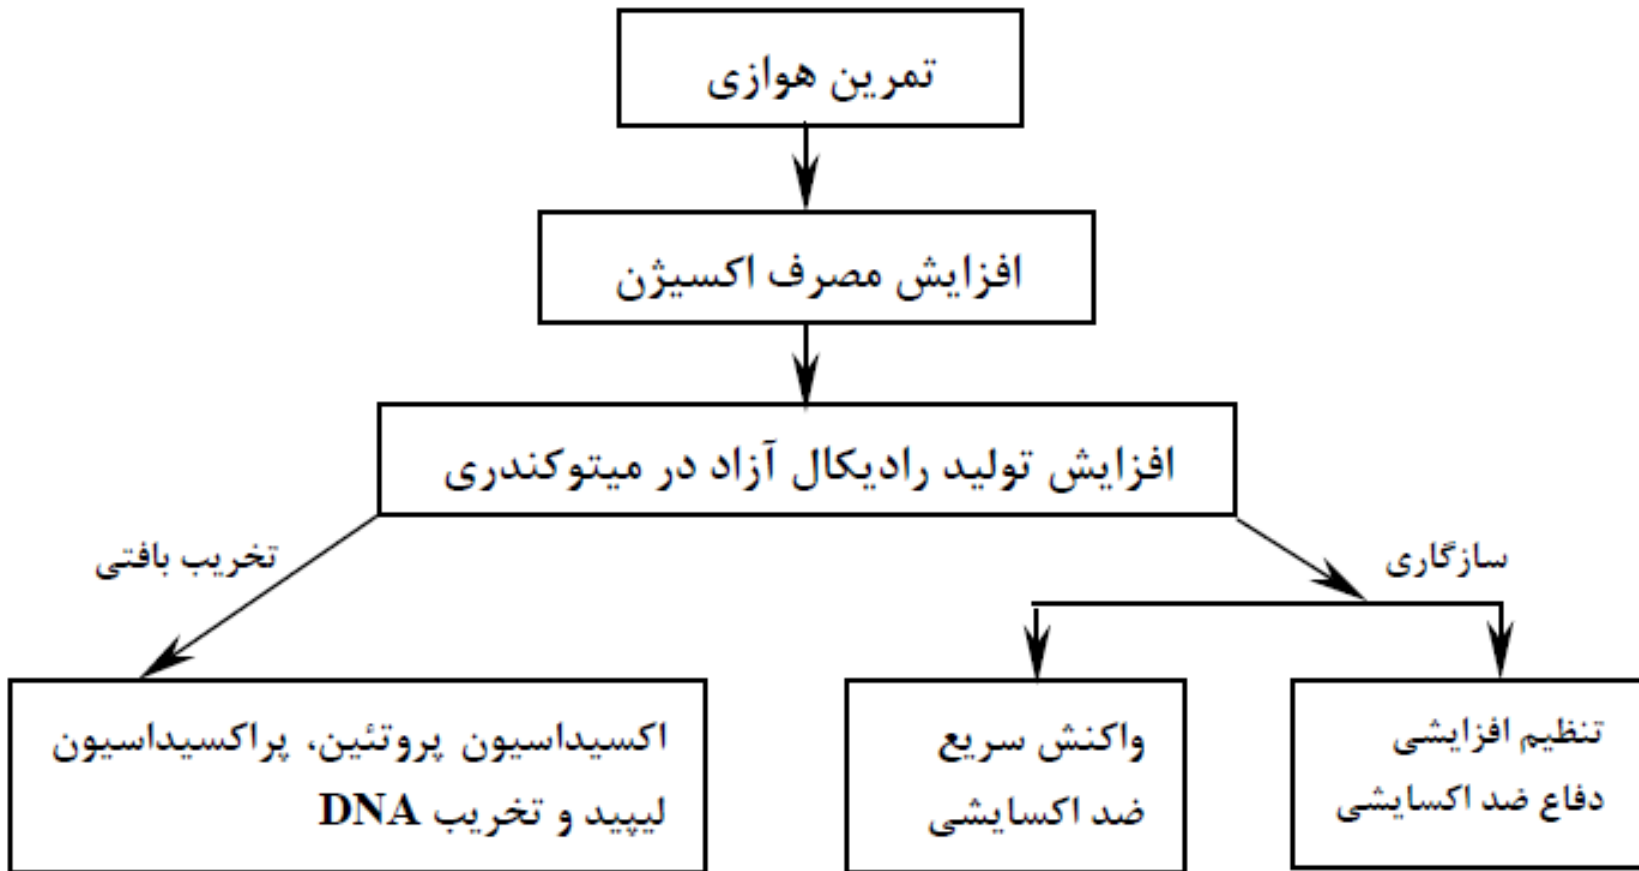 تمرین هوازی
افزایش مصرف اکسیژن
افزایش تولید رادیکال آزاد در میتوکندری
سازگاری
تخریب بافتی
تنظیم افزایشی
دفاع ضد اکسایشی
واکنش سریع
ضد اکسایشی
اکسیداسیون پروتئین، پراکسیداسیون
لیپید و تخریب DNA